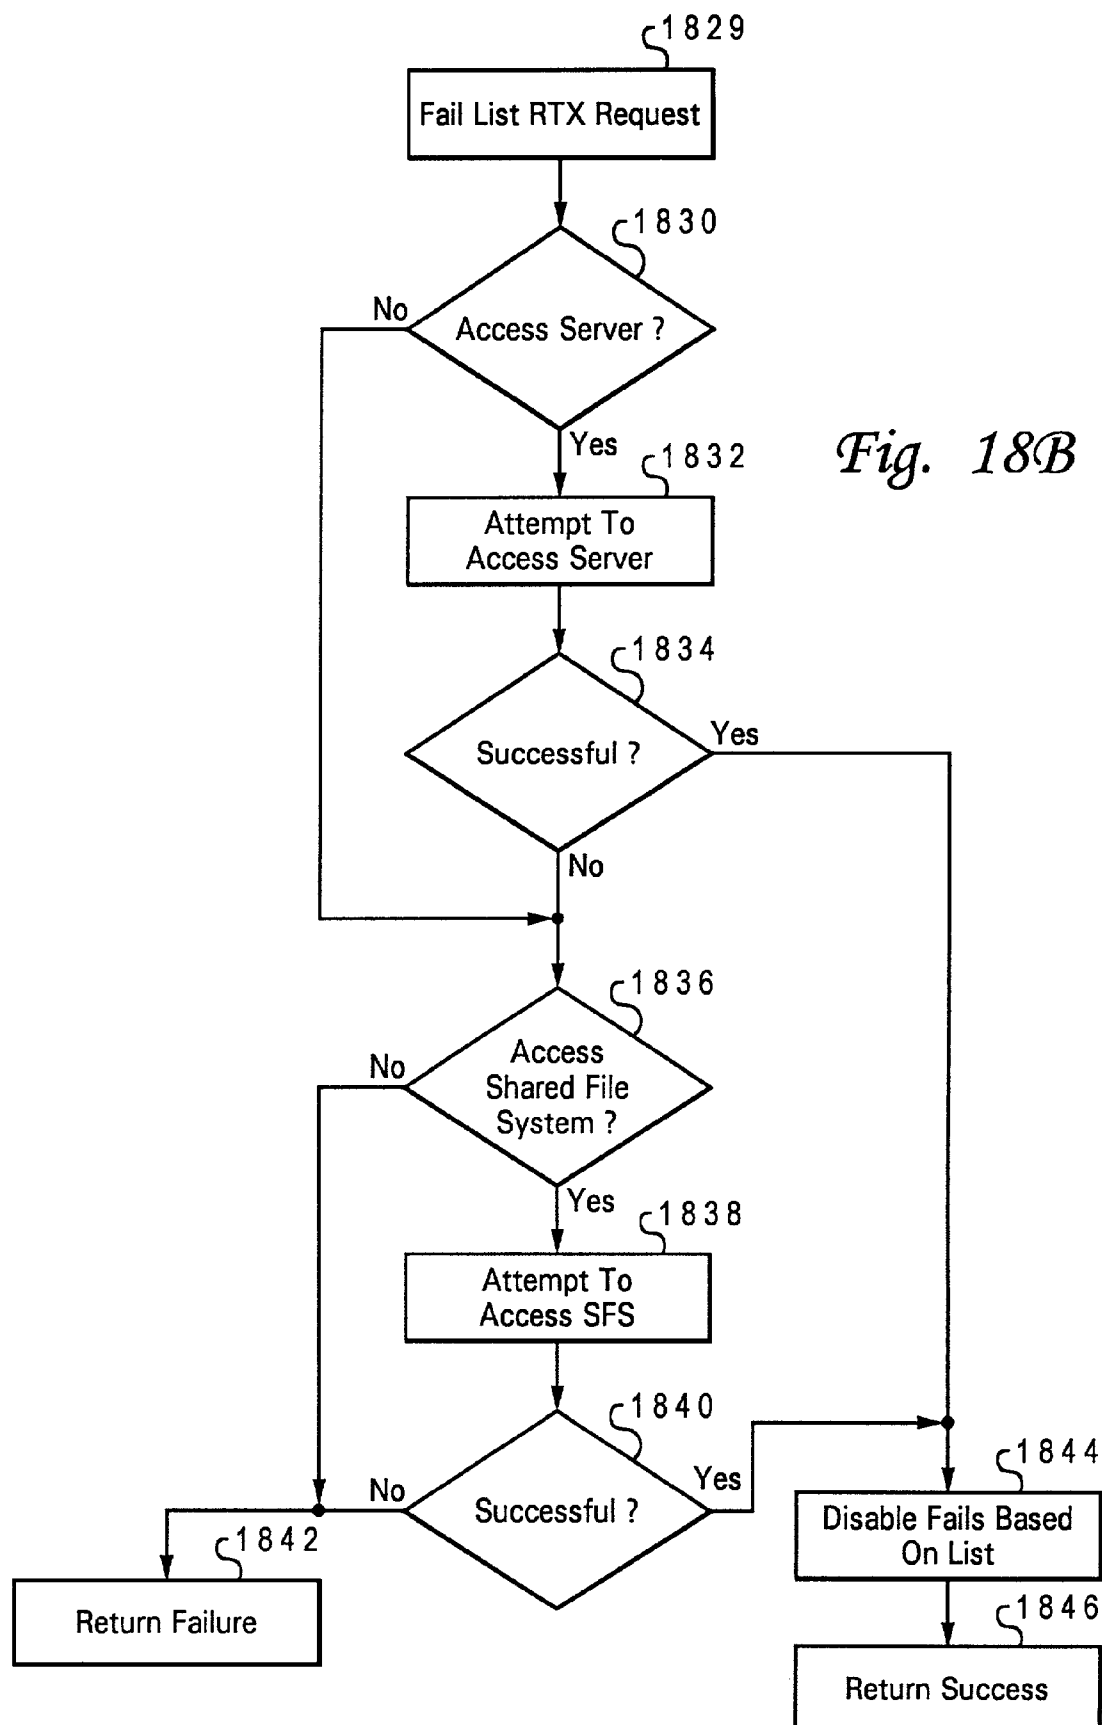 1829
Fail List RTX Request
1830
No
Access Server ?
Yes
Fig. 18B
1832
Attempt To
Access Server
1834
Yes
Successful ?
No
1836
No
Access
Shared File
System ?
Yes
1838
Attempt To
Access SFS
1840
No
Yes
Successful ?
1844
Disable Fails Based
On List
1842
Return Failure
1846
Return Success